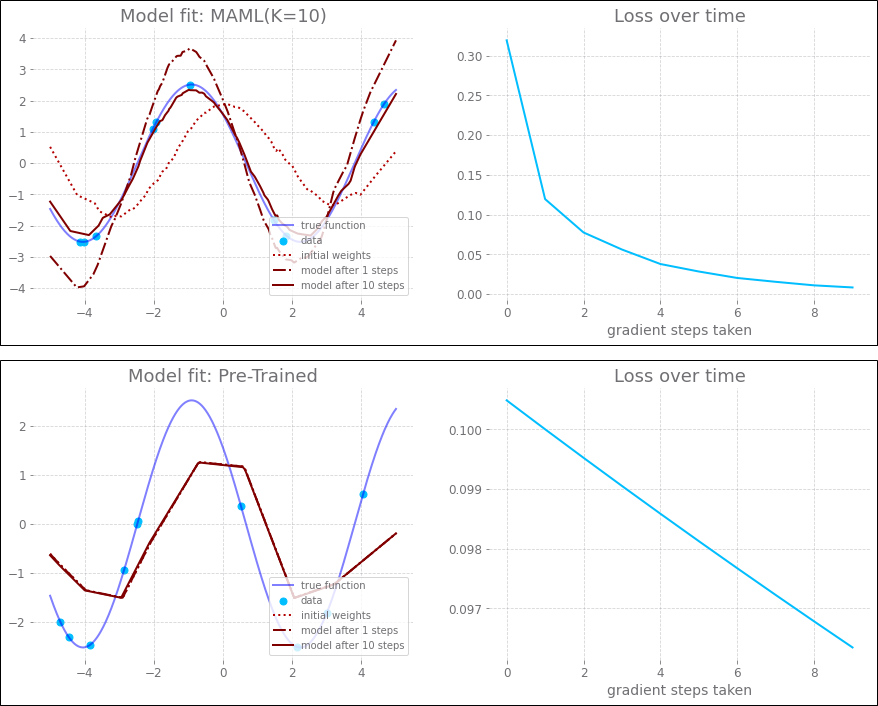 Model fit: MAML(K=10)
Loss over time
4
3
2
1
0
−1
−2
−3
−4
−4
−2
0
2
4
true function
data
initial weights
model after 1 steps
model after 10 steps
0.30
0.25
0.20
0.15
0.10
0.05
0.00
0
2
4
6
8
gradient steps taken
Model fit: Pre-Trained
Loss over time
2
1
0
−1
−2
−4
−2
0
2
4
true function
data
initial weights
model after 1 steps
model after 10 steps
0.100
0.099
0.098
0.097
0
2
4
6
8
gradient steps taken